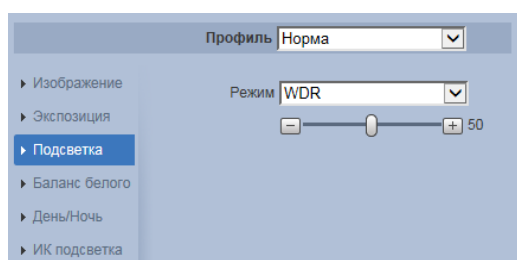 Профиль Норма
Изображение
Режим WDR
Экспозиция
50
Подсветка
Баланс белого
День/Ночь
ИК подсветка